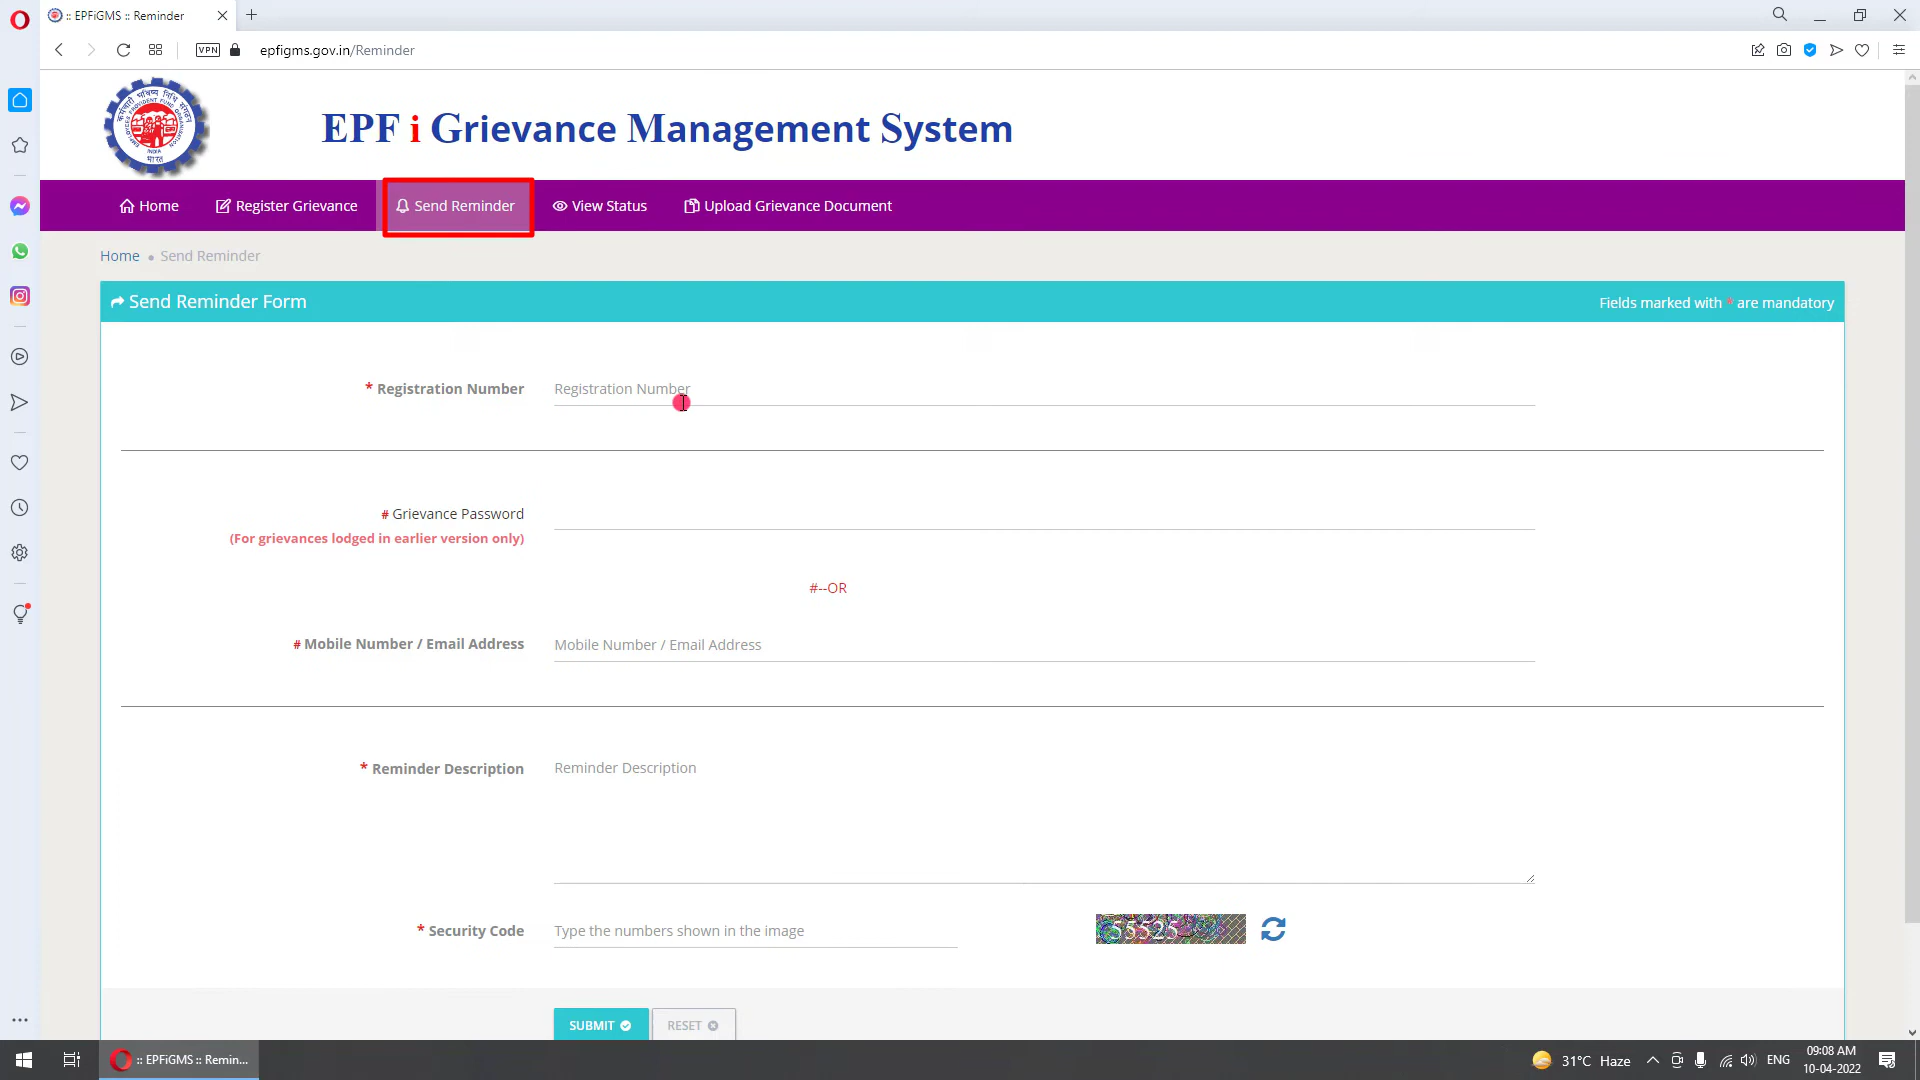 :: EPFiGMS :: Reminder
VPN
epfigms.gov.in/Reminder
EPF i Grievance Management System
Home
Register Grievance
Send Reminder
View Status
Upload Grievance Document
Home
Send Reminder
Send Reminder Form
Fields marked with * are mandatory
* Registration Number
Registration Number
# Grievance Password
(For grievances lodged in earlier version only)
#--OR
# Mobile Number / Email Address
Mobile Number / Email Address
* Reminder Description
Reminder Description
* Security Code
Type the numbers shown in the image
SUBMIT
RESET
:: EPFiGMS :: Remin...
31°C Haze
ENG
09:08 AM
10-04-2022